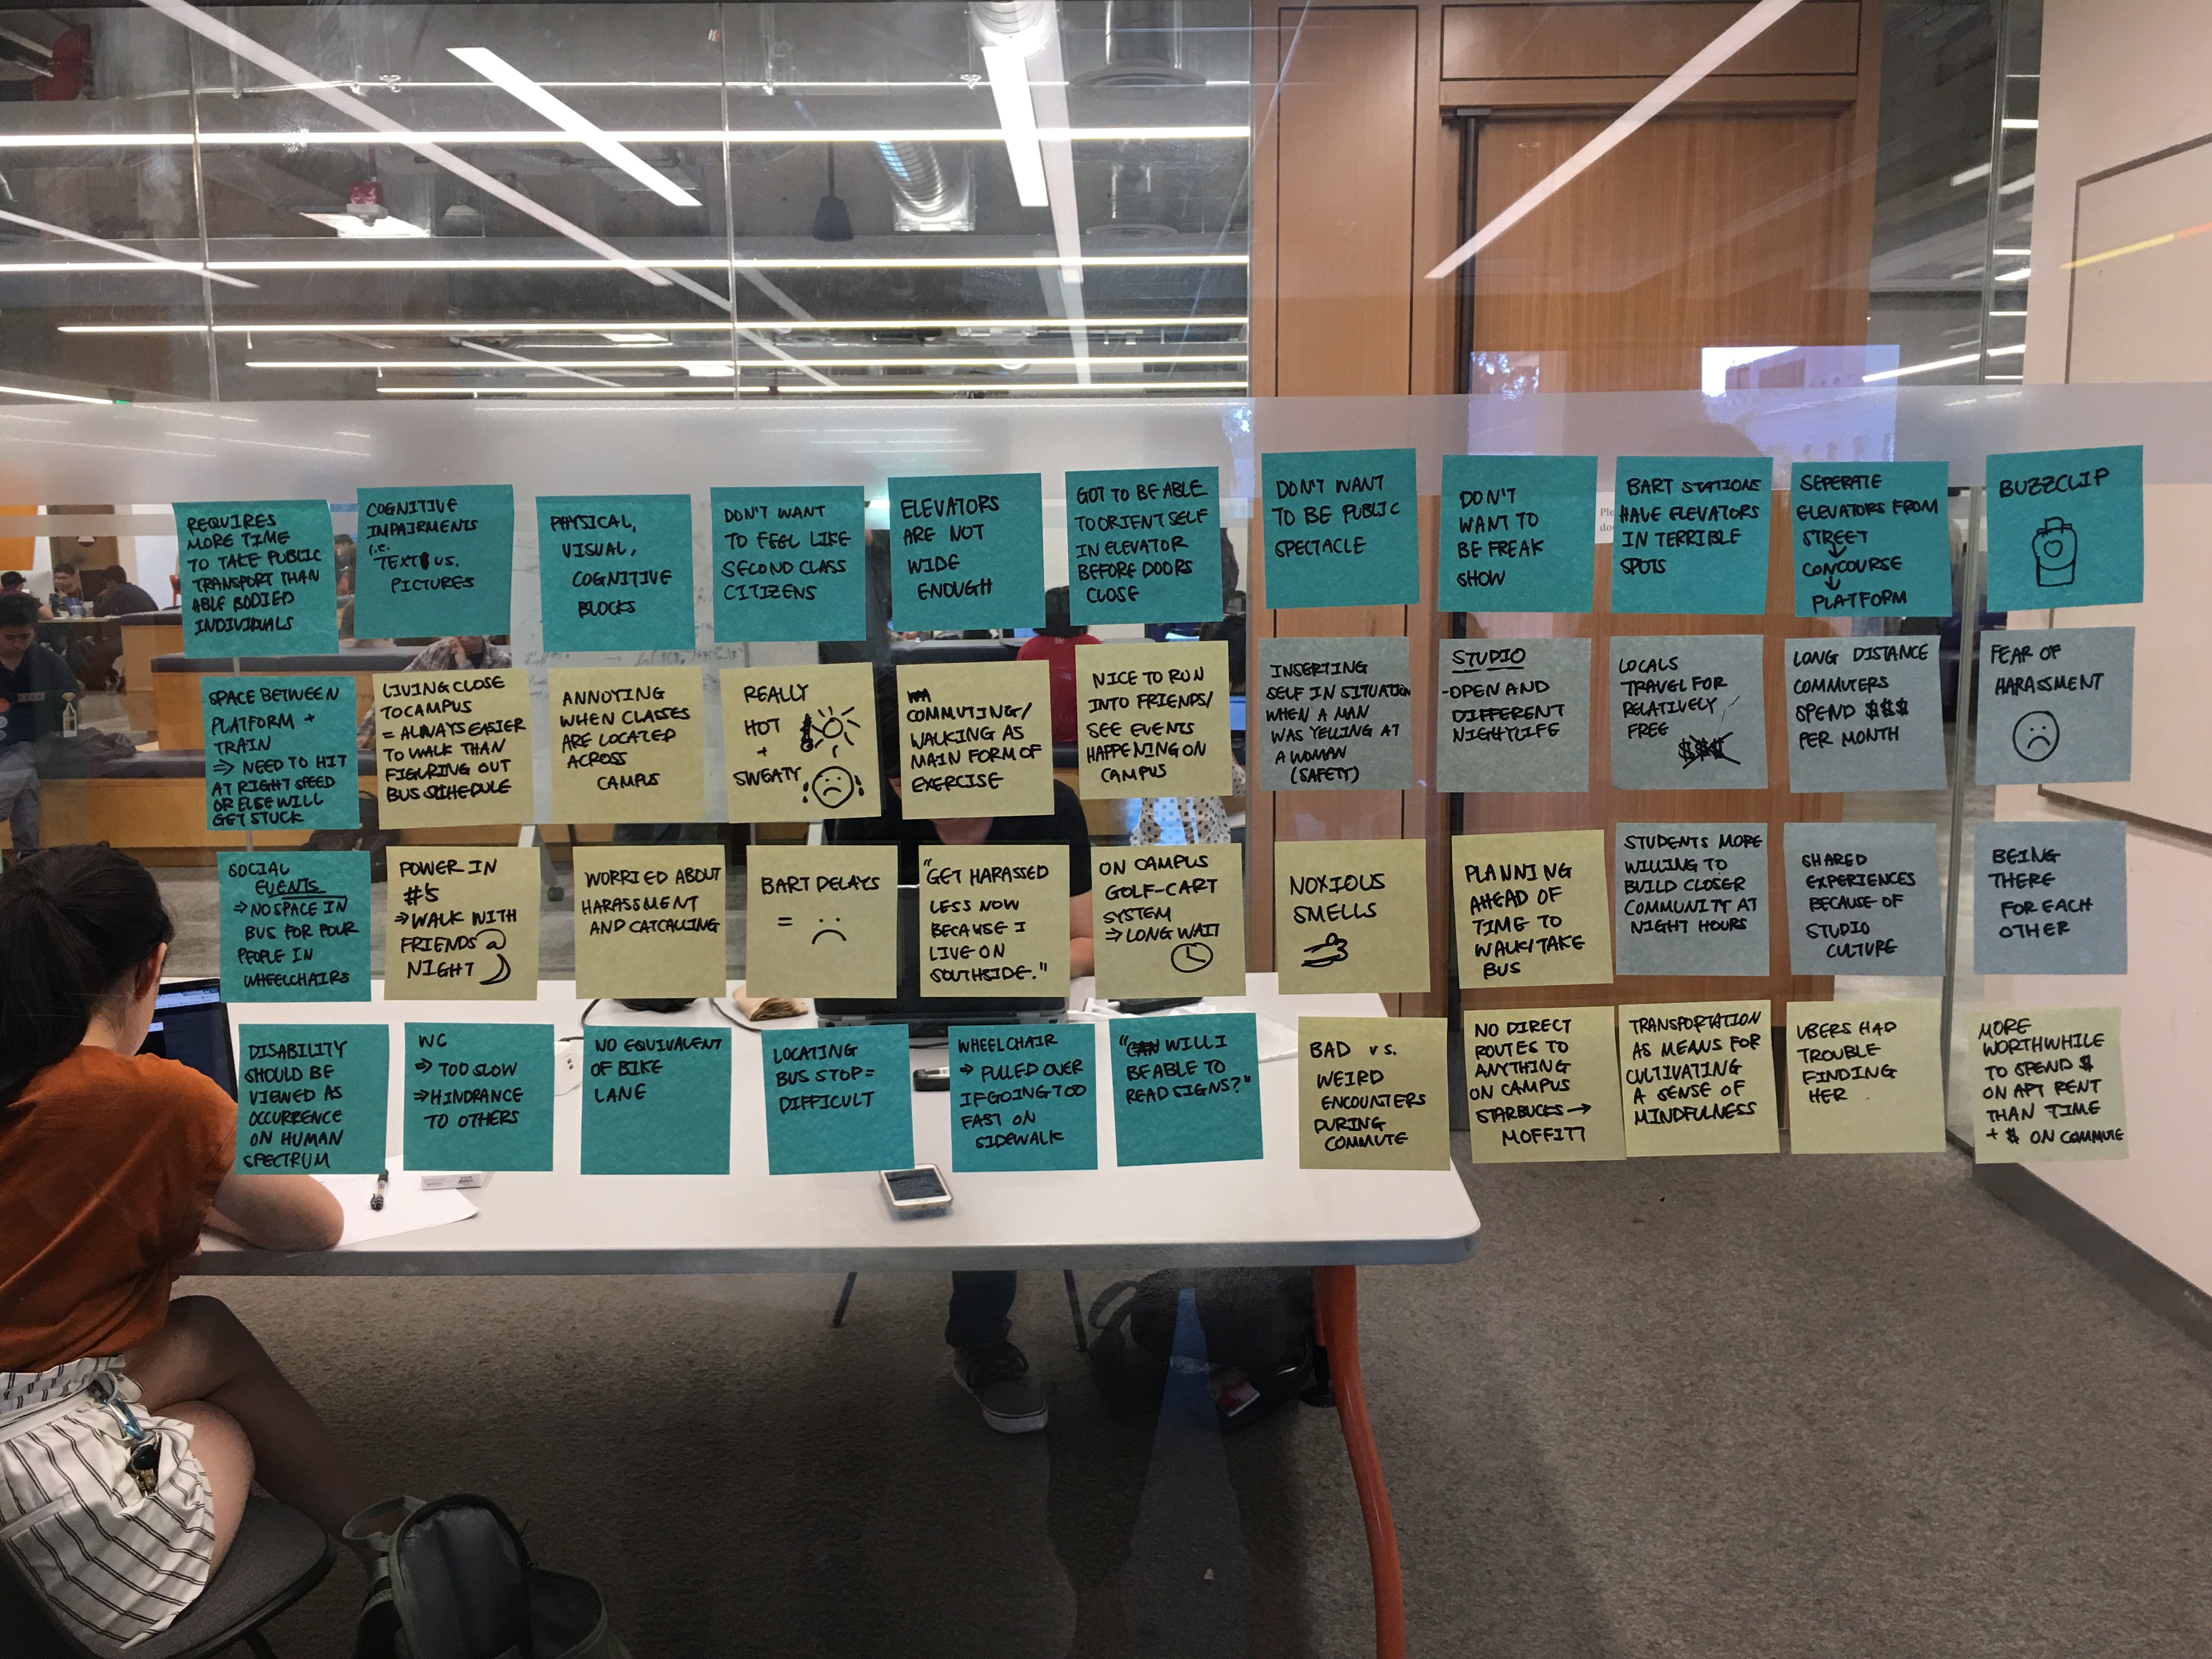 REQUIRES
MORE TIME
TO TAKE PUBLIC
TRANSPORT THAN
ABLE BODIED
INDIVIDUALS
COGNITIVE
IMPAIRMENTS
i.e.
TEXT VS.
PICTURES
PHYSICAL,
VISUAL,
COGNITIVE
BLOCKS
DON'T WANT
TO FEEL LIKE
SECOND CLASS
CITIZENS
ELEVATORS
ARE NOT
WIDE
ENOUGH
GOT TO BE ABLE
TO ORIENT SELF
IN ELEVATOR
BEFORE DOORS
CLOSE
DON'T WANT
TO BE PUBLIC
SPECTACLE
DON'T
WANT TO
BE FREAK
SHOW
BART STATIONS
HAVE ELEVATORS
IN TERRIBLE
SPOTS
SEPERATE
ELEVATORS FROM
STREET
↓
CONCOURSE
↓
PLATFORM
BUZZCLIP
SPACE BETWEEN
PLATFORM +
TRAIN
⇒ NEED TO HIT
AT RIGHT SPEED
OR ELSE WILL
GET STUCK
LIVING CLOSE
TO CAMPUS
= ALWAYS EASIER
TO WALK THAN
FIGURING OUT
BUS SCHEDULE
ANNOYING
WHEN CLASSES
ARE LOCATED
ACROSS
CAMPUS
REALLY
HOT
+
SWEATY
COMMUTING/
WALKING AS
MAIN FORM OF
EXERCISE
NICE TO RUN
INTO FRIENDS/
SEE EVENTS
HAPPENING ON
CAMPUS
INSERTING
SELF IN SITUATION
WHEN A MAN
WAS YELLING AT
A WOMAN
(SAFETY)
STUDIO
-OPEN AND
DIFFERENT
NIGHTLIFE
LOCALS
TRAVEL FOR
RELATIVELY
FREE
$$$
LONG DISTANCE
COMMUTERS
SPEND $$$
PER MONTH
FEAR OF
HARASSMENT
SOCIAL
EVENTS
⇒ NO SPACE IN
BUS FOR FOUR
PEOPLE IN
WHEELCHAIRS
POWER IN
#'S
⇒ WALK WITH
FRIENDS @
NIGHT
WORRIED ABOUT
HARASSMENT
AND CATCALLING
BART DELAYS
=
"GET HARASSED
LESS NOW
BECAUSE I
LIVE ON
SOUTHSIDE."
ON CAMPUS
GOLF-CART
SYSTEM
⇒ LONG WAIT
NOXIOUS
SMELLS
PLANNING
AHEAD OF
TIME TO
WALK/TAKE
BUS
STUDENTS MORE
WILLING TO
BUILD CLOSER
COMMUNITY AT
NIGHT HOURS
SHARED
EXPERIENCES
BECAUSE OF
STUDIO
CULTURE
BEING
THERE
FOR EACH
OTHER
DISABILITY
SHOULD BE
VIEWED AS
OCCURRENCE
ON HUMAN
SPECTRUM
WC
⇒ TOO SLOW
⇒ HINDRANCE
TO OTHERS
NO EQUIVALENT
OF BIKE
LANE
LOCATING
BUS STOP =
DIFFICULT
WHEELCHAIR
→ PULLED OVER
IF GOING TOO
FAST ON
SIDEWALK
"CAN WILL I
BE ABLE TO
READ SIGNS?"
BAD vs.
WEIRD
ENCOUNTERS
DURING
COMMUTE
NO DIRECT
ROUTES TO
ANYTHING
ON CAMPUS
STARBUCKS →
MOFFITT
TRANSPORTATION
AS MEANS FOR
CULTIVATING
A SENSE OF
MINDFULNESS
UBERS HAD
TROUBLE
FINDING
HER
MORE
WORTHWHILE
TO SPEND $
ON APT RENT
THAN TIME
+ $ ON COMMUTE